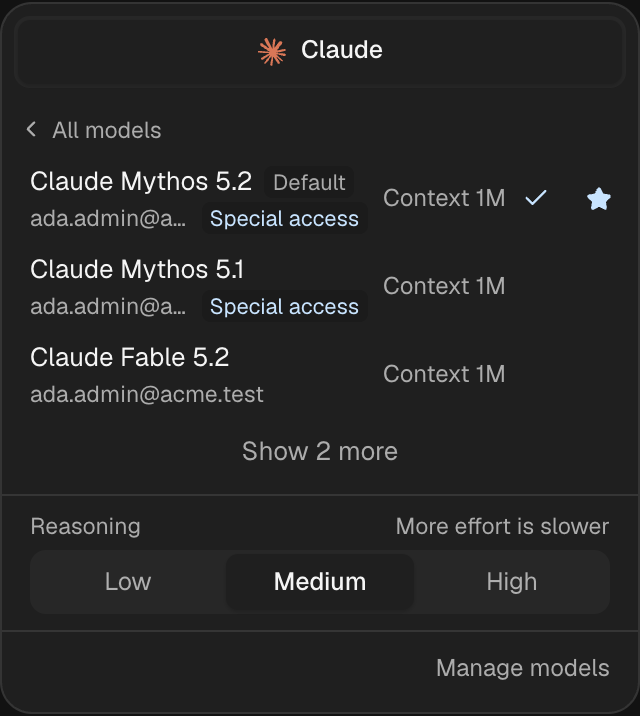 Claude
All models
Claude Mythos 5.2 Default
ada.admin@a... Special access
Context 1M
Claude Mythos 5.1
ada.admin@a... Special access
Context 1M
Claude Fable 5.2
ada.admin@acme.test
Context 1M
Show 2 more
Reasoning More effort is slower
Low Medium High
Manage models